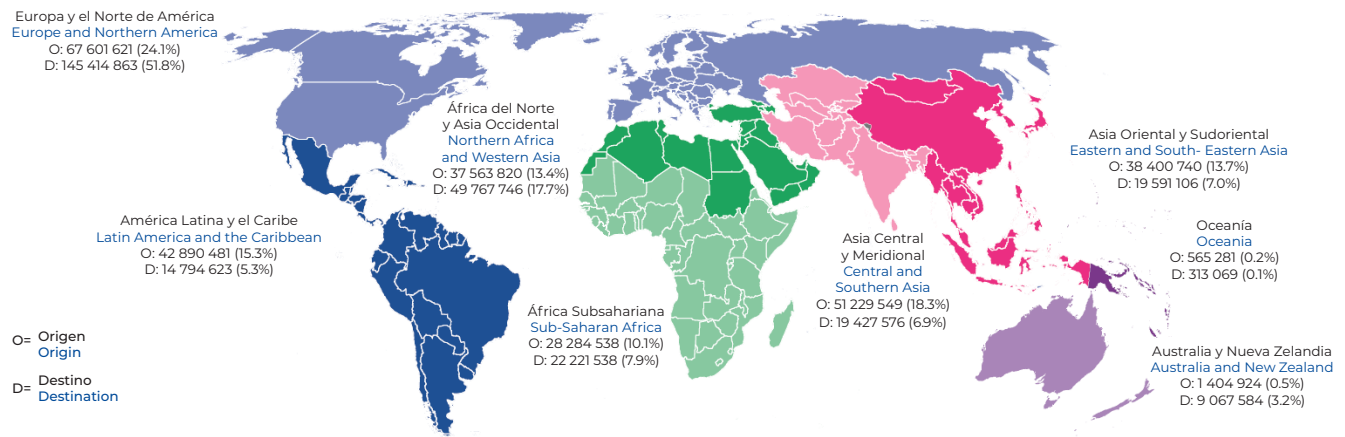 Europa y el Norte de América
Europe and Northern America
O: 67 601 621 (24.1%)
D: 145 414 863 (51.8%)
África del Norte
y Asia Occidental
Northern Africa
and Western Asia
O: 37 563 820 (13.4%)
D: 49 767 746 (17.7%)
Asia Oriental y Sudoriental
Eastern and South- Eastern Asia
O: 38 400 740 (13.7%)
D: 19 591 106 (7.0%)
América Latina y el Caribe
Latin America and the Caribbean
O: 42 890 481 (15.3%)
D: 14 794 623 (5.3%)
Asia Central
y Meridional
Central and
Southern Asia
O: 51 229 549 (18.3%)
D: 19 427 576 (6.9%)
Oceanía
Oceania
O: 565 281 (0.2%)
D: 313 069 (0.1%)
África Subsahariana
Sub-Saharan Africa
O: 28 284 538 (10.1%)
D: 22 221 538 (7.9%)
Australia y Nueva Zelandia
Australia and New Zealand
O: 1 404 924 (0.5%)
D: 9 067 584 (3.2%)
O= Origen
Origin
D= Destino
Destination